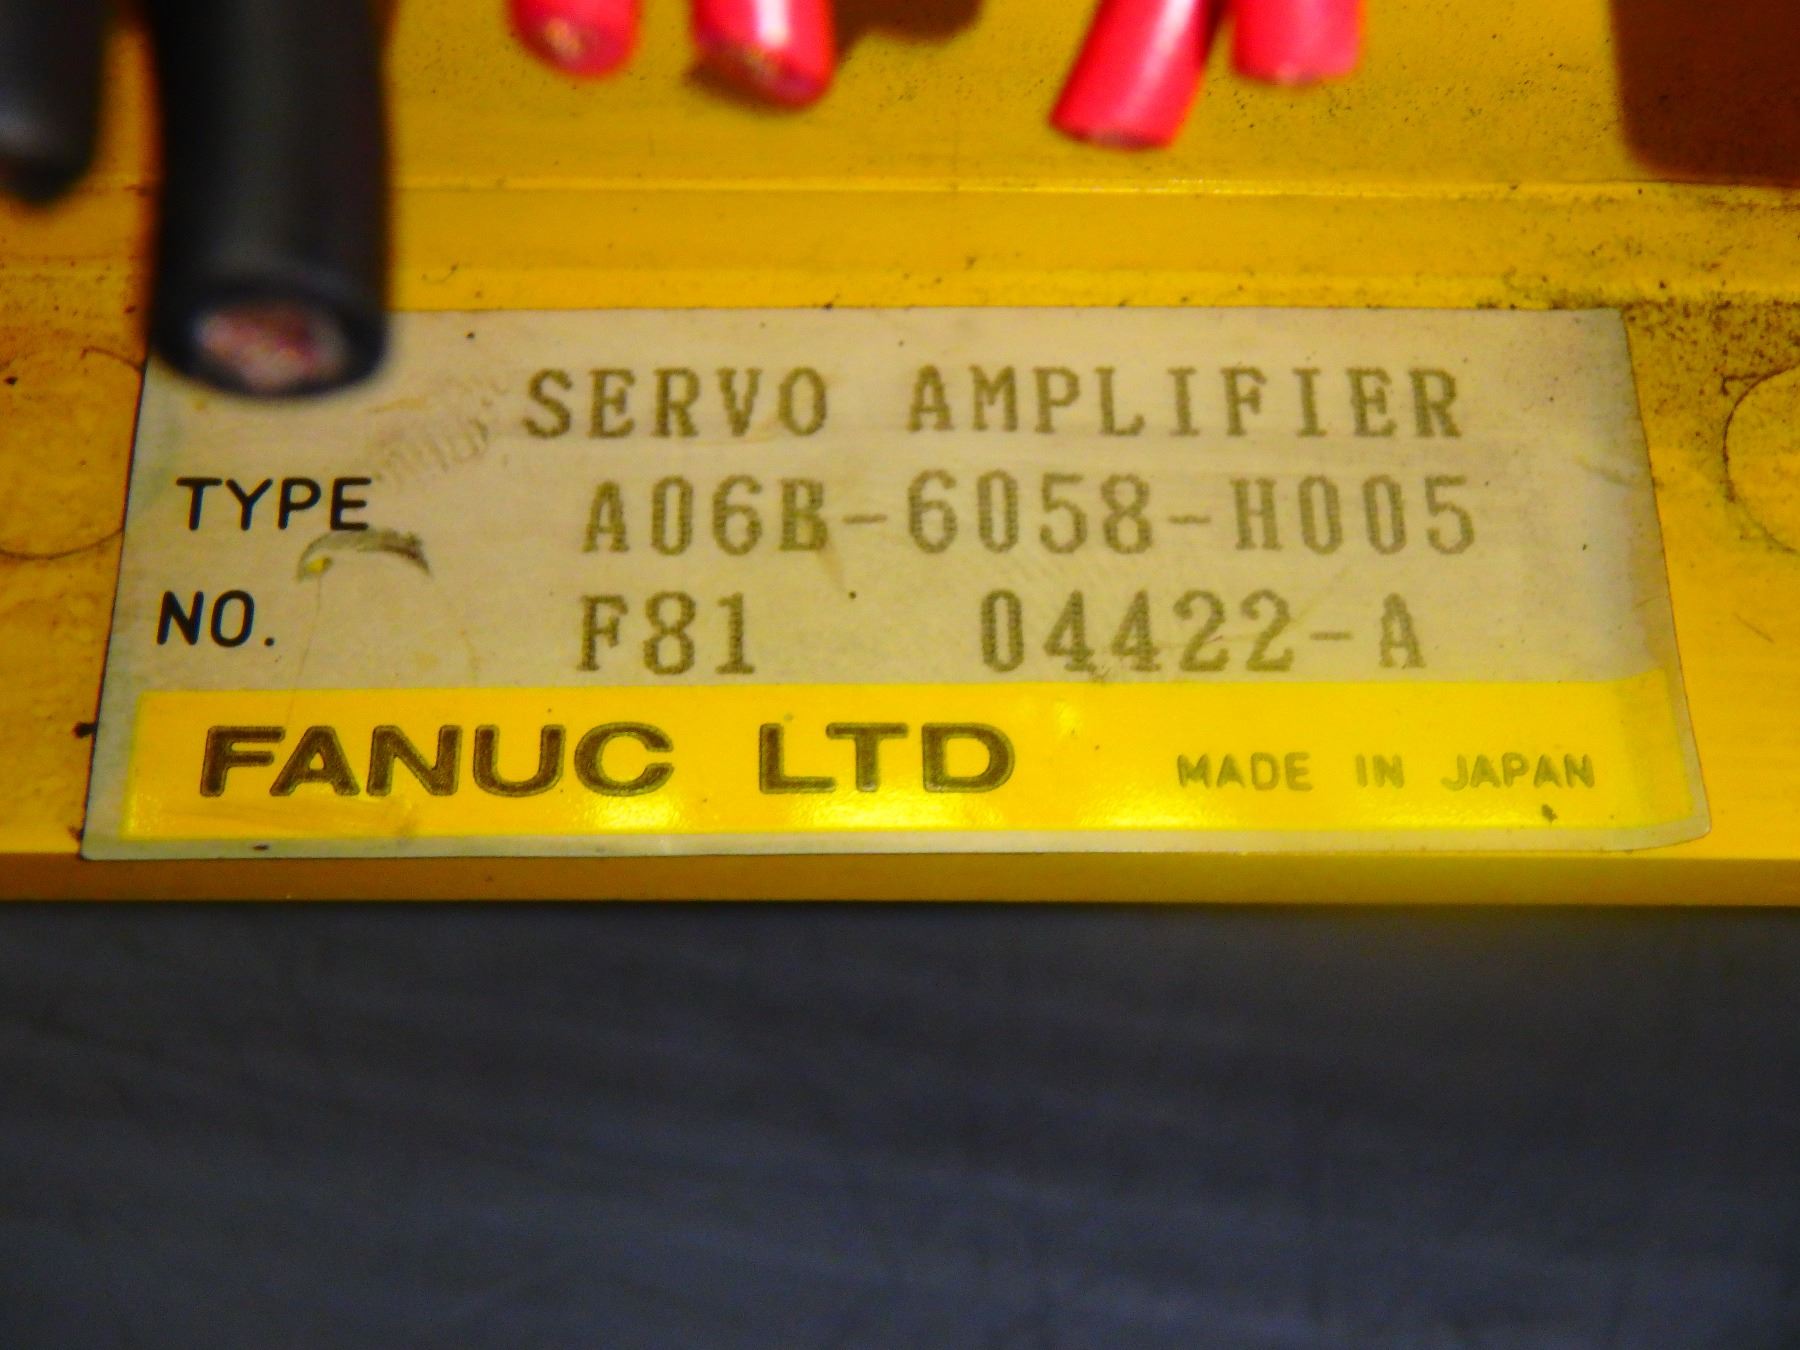 SERVO AMPLIFIER
TYPE A06B-6058-H005
NO. F81 04422-A
FANUC LTD MADE IN JAPAN